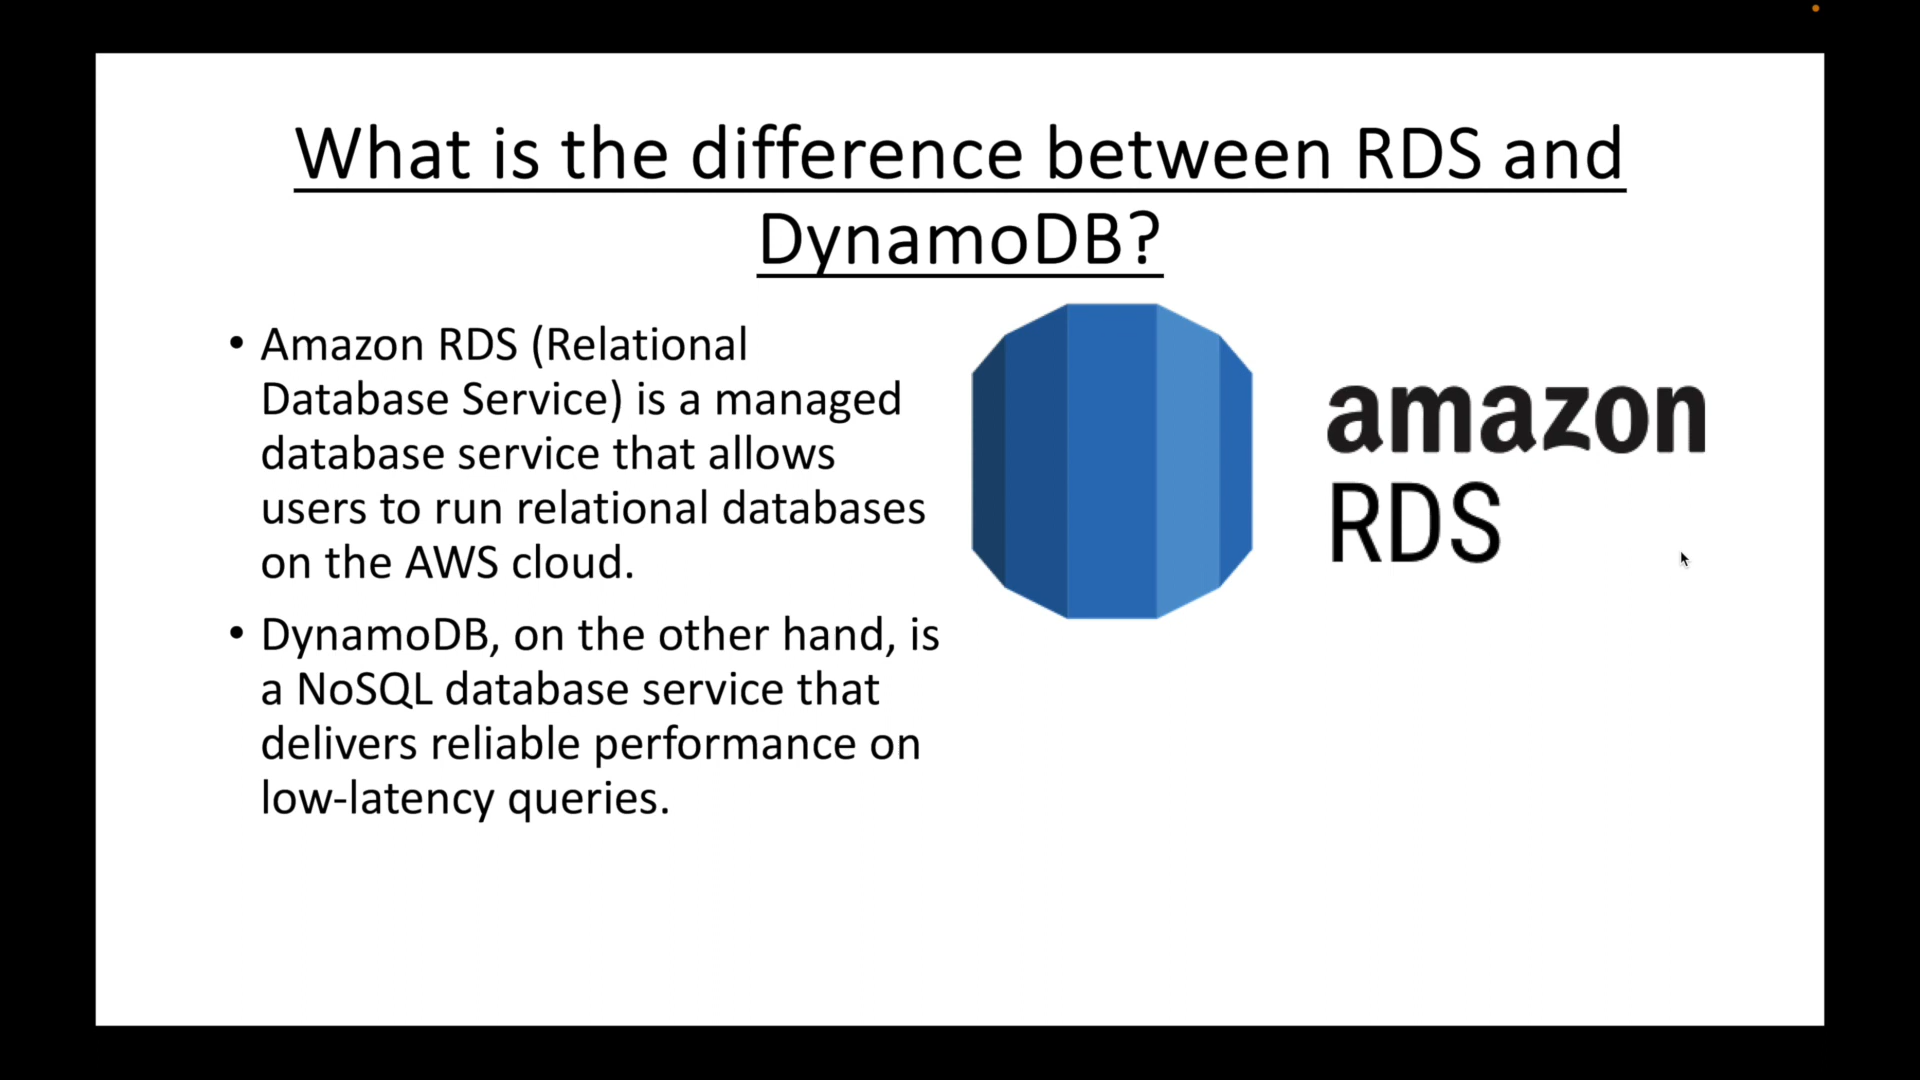 What is the difference between RDS and
DynamoDB?
• Amazon RDS (Relational
Database Service) is a managed
database service that allows
users to run relational databases
on the AWS cloud.
• DynamoDB, on the other hand, is
a NoSQL database service that
delivers reliable performance on
low-latency queries.
amazon
RDS